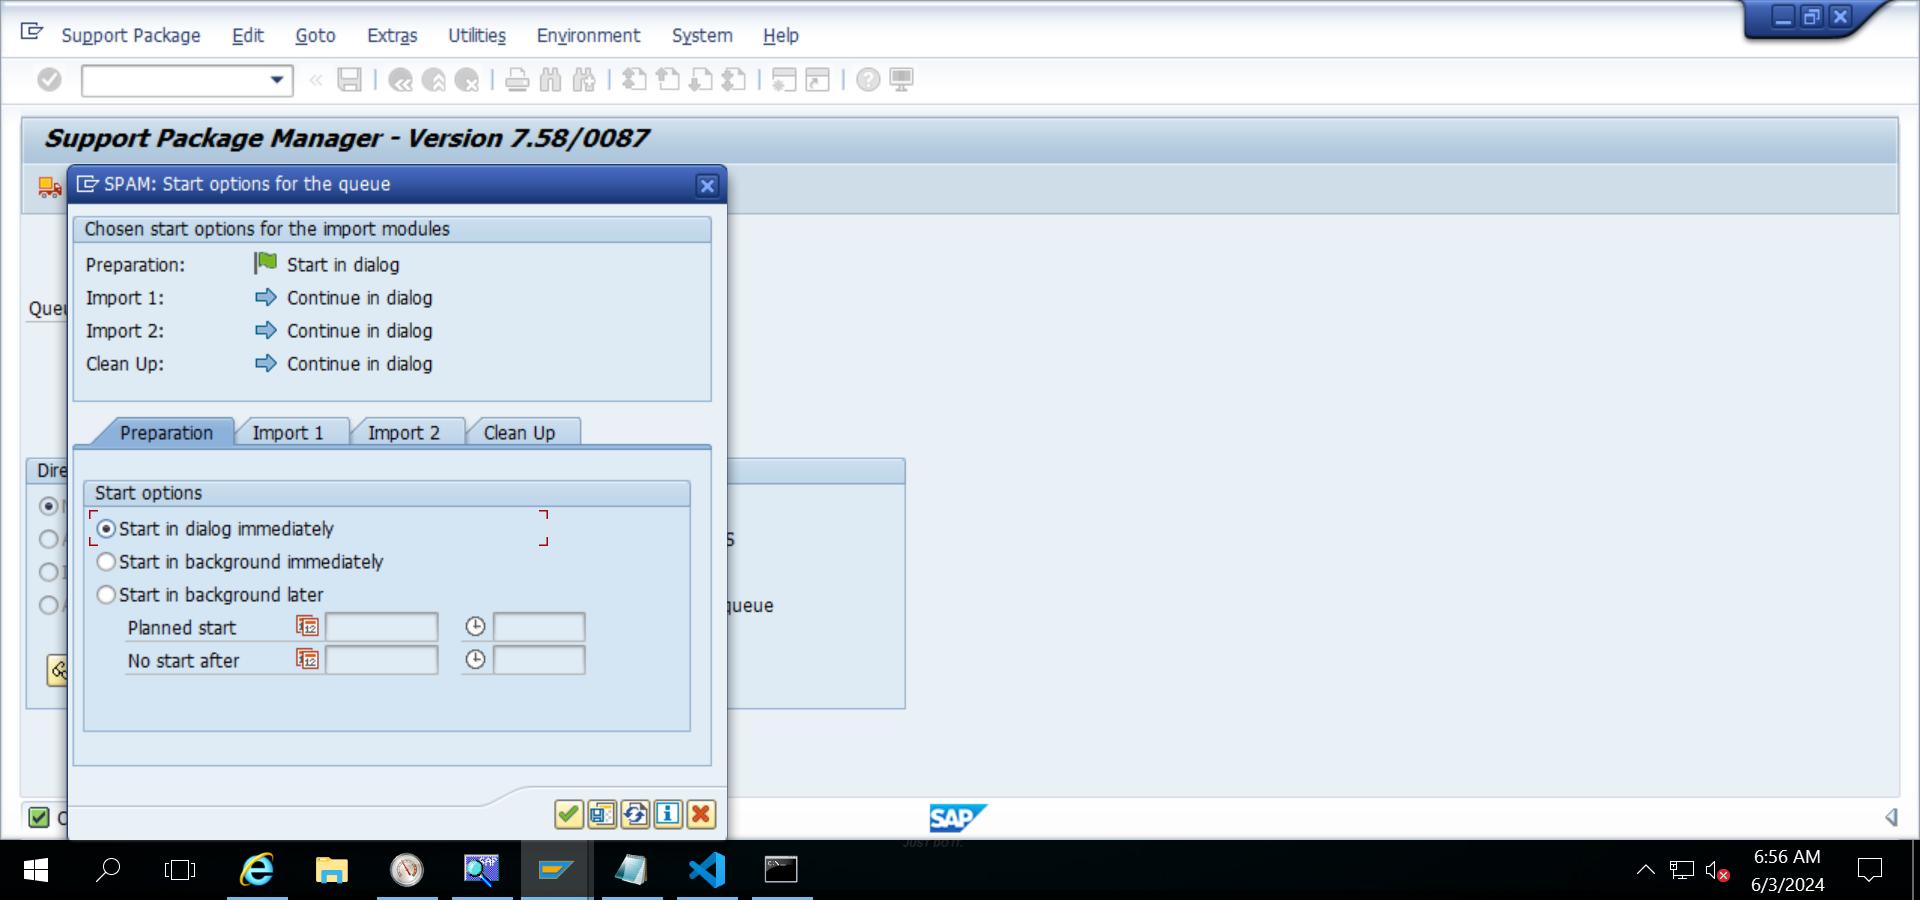 Support Package Edit Goto Extras Utilities Environment System Help
Support Package Manager - Version 7.58/0087
SPAM: Start options for the queue
Chosen start options for the import modules
Preparation: Start in dialog
Import 1: Continue in dialog
Import 2: Continue in dialog
Clean Up: Continue in dialog
Preparation Import 1 Import 2 Clean Up
Start options
Start in dialog immediately
Start in background immediately
Start in background later
queue
Planned start
No start after
SAP
JUST DO IT.
6:56 AM
6/3/2024